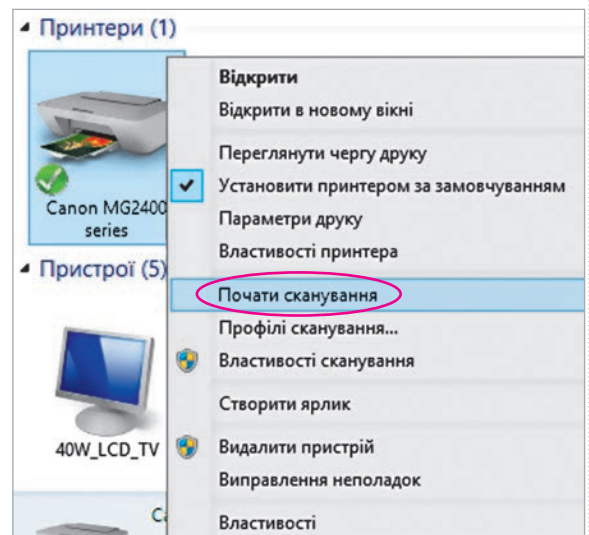 Принтери (1)
Canon MG2400
series
Відкрити
Відкрити в новому вікні
Переглянути чергу друку
Установити принтером за замовчуванням
Параметри друку
Властивості принтера
Почати сканування
Профілі сканування...
Властивості сканування
Створити ярлик
Видалити пристрій
Виправлення неполадок
Властивості
Пристрої (5)
40W_LCD_TV